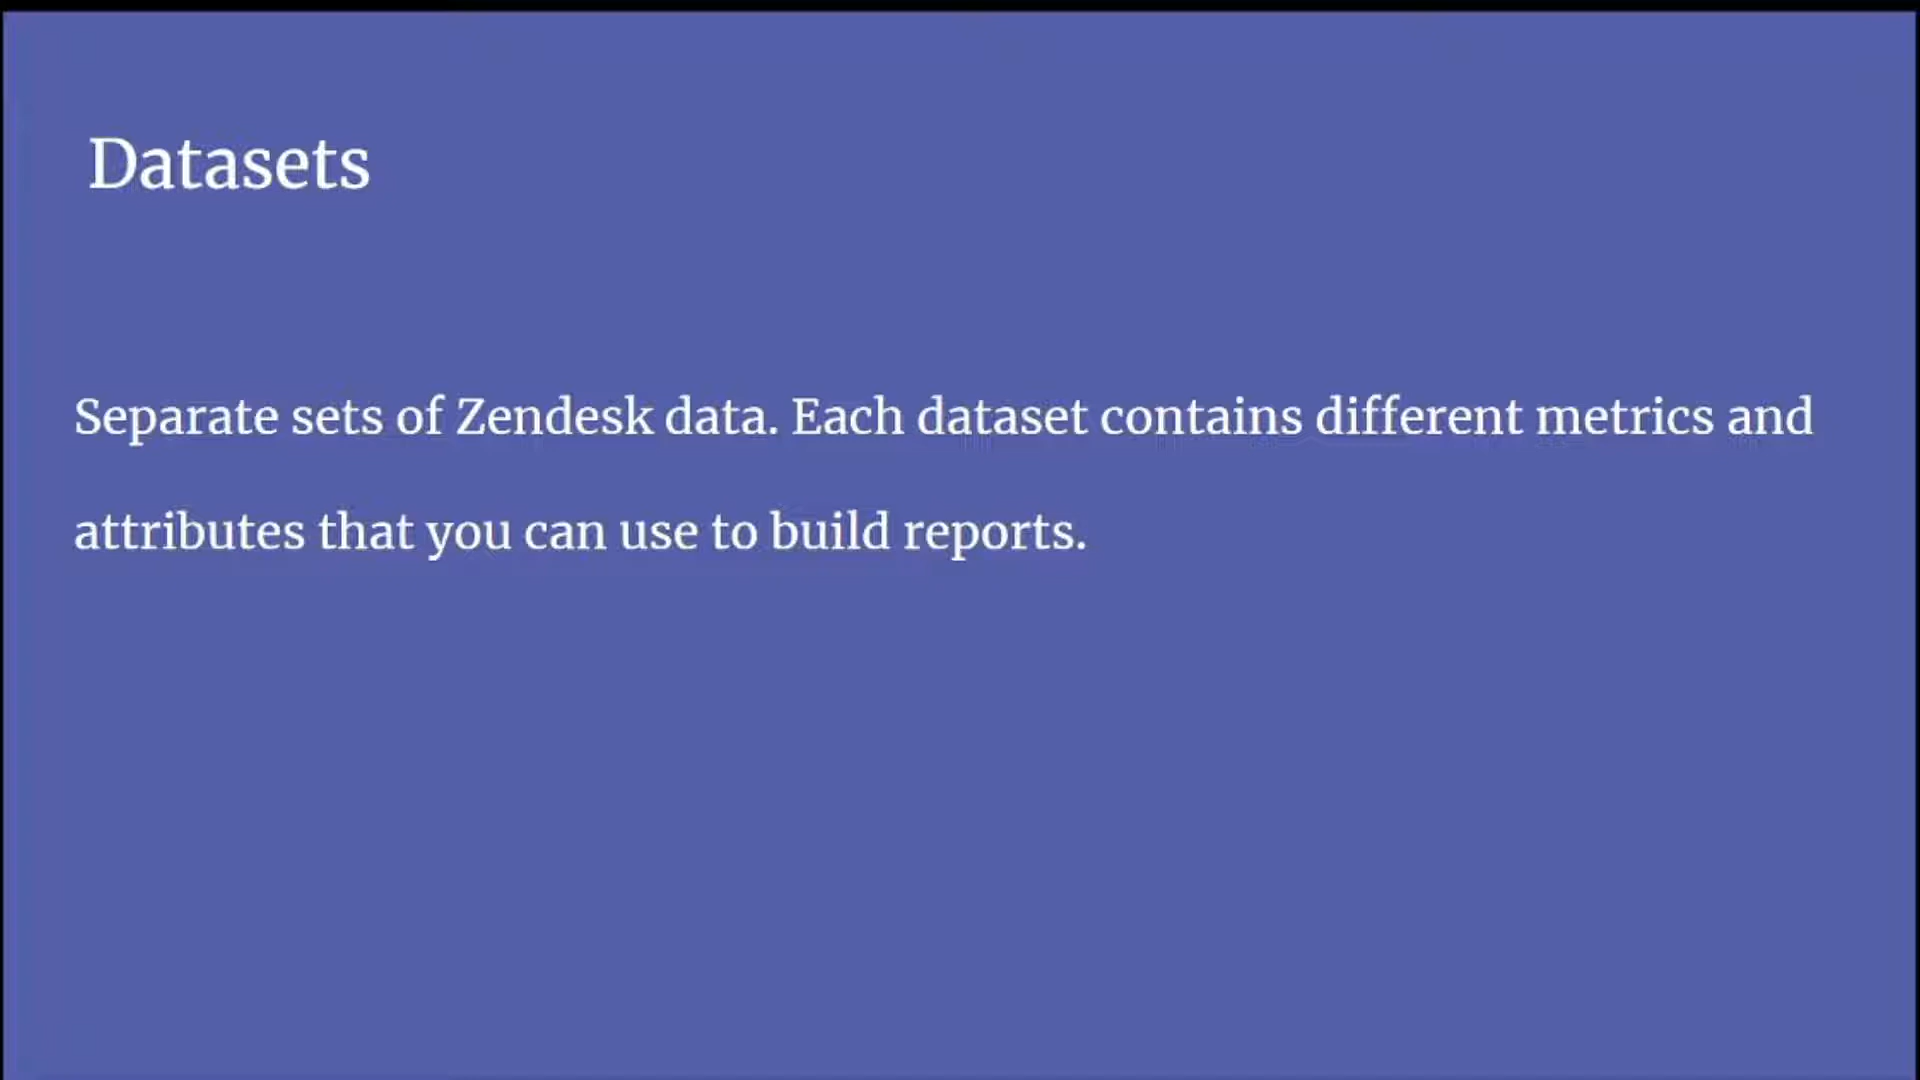 Datasets
Separate sets of Zendesk data. Each dataset contains different metrics and
attributes that you can use to build reports.